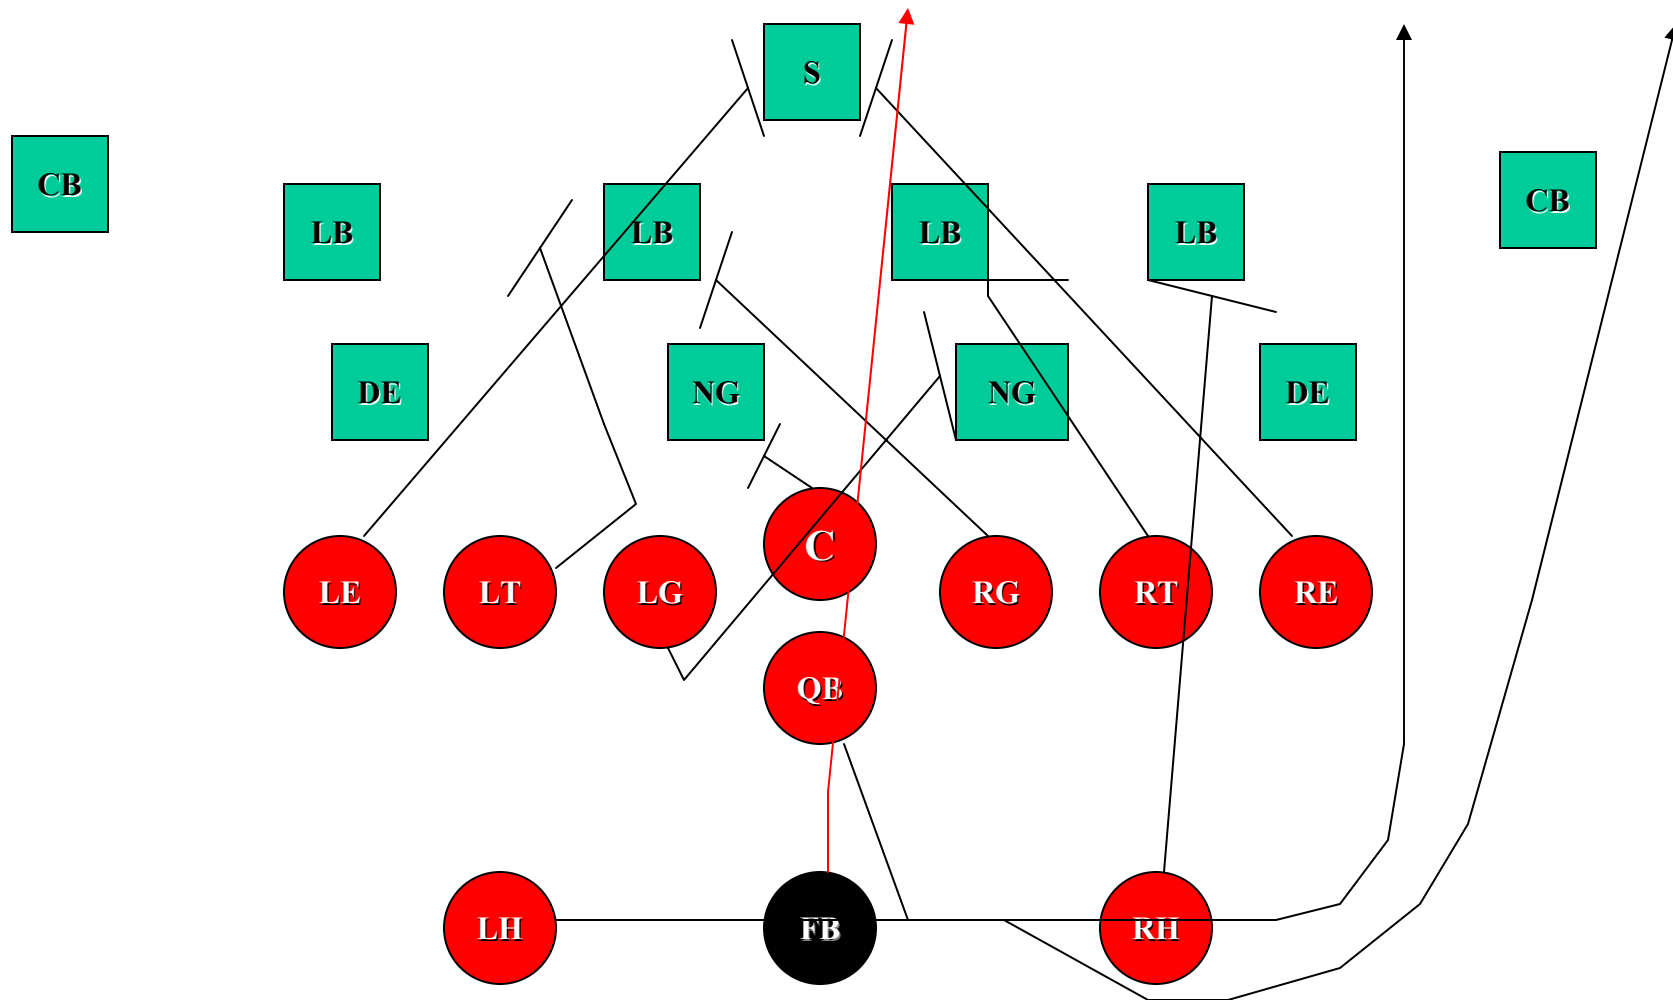 S
CB
CB
LB
LB
LB
LB
DE
NG
NG
DE
C
LE
LT
LG
RG
RT
RE
QB
LH
FB
RH